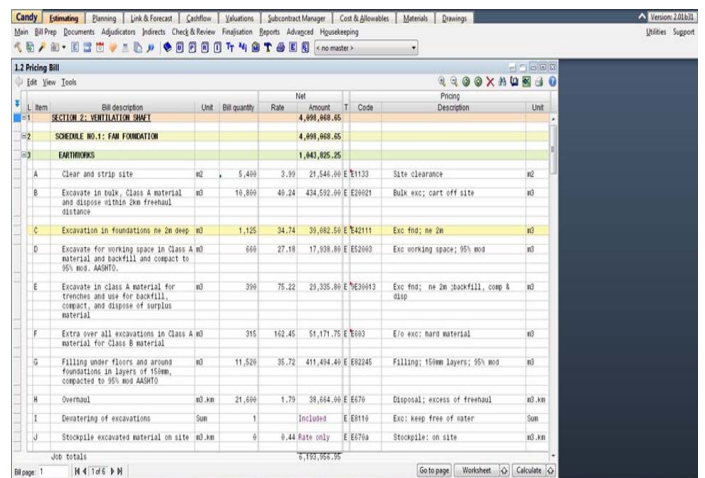 Candy Estimating Planning Link & Forecast Cashflow Valuations Subcontract Manager Cost & Allowables Materials Drawings Version: 2.01b31
Main Bill Prep Documents Adjudicators Indirects Check & Review Finalisation Reports Advanced Housekeeping Utilities Support
< no master >
1.2 Pricing Bill
Edit View Tools
Net Pricing
L Item Bill description Unit Bill quantity Rate Amount T Code Description Unit
1 SECTION 2: VENTILATION SHAFT 4,098,068.65
2 SCHEDULE NO.1: FAN FOUNDATION 4,098,068.65
3 EARTHWORKS 1,043,825.25
A Clear and strip site m2 5,400 3.99 21,546.00 E E1133 Site clearance m2
B Excavate in bulk, Class A material m3 10,800 40.24 434,592.00 E E20021 Bulk exc; cart off site m3
and dispose within 2km freehaul
distance
C Excavation in foundations ne 2m deep m3 1,125 34.74 39,082.50 E E42111 Exc fnd; ne 2m m3
D Excavate for working space in Class A m3 660 27.18 17,938.80 E E52003 Exc working space; 95% mod m3
material and backfill and compact to
95% mod. AASHTO.
E Excavate in class A material for m3 390 75.22 29,335.80 E 9E30013 Exc fnd; ne 2m ;backfill, comp & m3
trenches and use for backfill, disp
compact, and dispose of surplus
material
F Extra over all excavations in Class A m3 315 162.45 51,171.75 E E603 E/o exc: hard material m3
material for Class B material
G Filling under floors and around m3 11,520 35.72 411,494.40 E E92245 Filling; 150mm layers; 95% mod m3
foundations in layers of 150mm,
compacted to 95% mod AASHTO
H Overhaul m3.km 21,600 1.79 38,664.00 E E670 Disposal; excess of freehaul m3.km
I Dewatering of excavations Sum 1 Included E E0110 Exc: keep free of water Sum
J Stockpile excavated material on site m3.km 0 0.44 Rate only E E670a Stockpile: on site m3.km
Job totals 6,193,956.95
Bill page: 1 1 of 6 Go to page Worksheet Calculate